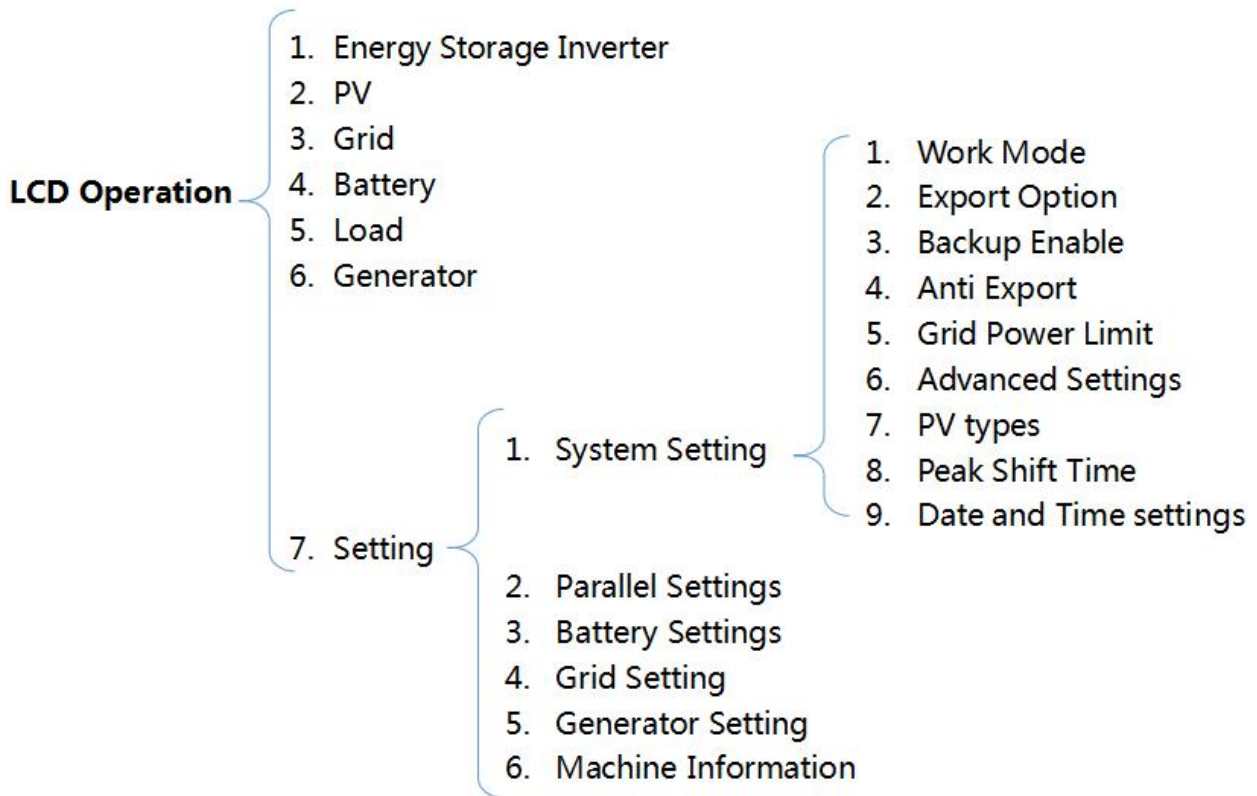 LCD Operation
1. Energy Storage Inverter
2. PV
3. Grid
4. Battery
5. Load
6. Generator
7. Setting
1. System Setting
1. Work Mode
2. Export Option
3. Backup Enable
4. Anti Export
5. Grid Power Limit
6. Advanced Settings
7. PV types
8. Peak Shift Time
9. Date and Time settings
2. Parallel Settings
3. Battery Settings
4. Grid Setting
5. Generator Setting
6. Machine Information